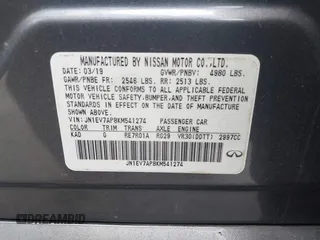 MANUFACTURED BY NISSAN MOTOR CO., LTD.
DATE: 03/19 GVWR/PNBV: 4980 LBS.
GAWR/PNBE FR: 2546 LBS. RR: 2513 LBS.
THIS VEHICLE CONFORMS TO ALL APPLICABLE FEDERAL MOTOR
VEHICLE SAFETY, BUMPER, AND THEFT PREVENTION
STANDARDS IN EFFECT ON THE DATE OF MANUFACTURE
SHOWN ABOVE.
V.I.N: JN1EV7AP8KM541274 PASSENGER CAR
COLOR TRIM TRANS AXLE ENGINE
KAD G RE7R01A RG29 VR30(DDTT) 2997CC
JN1EV7AP8KM541274
DREAMBID